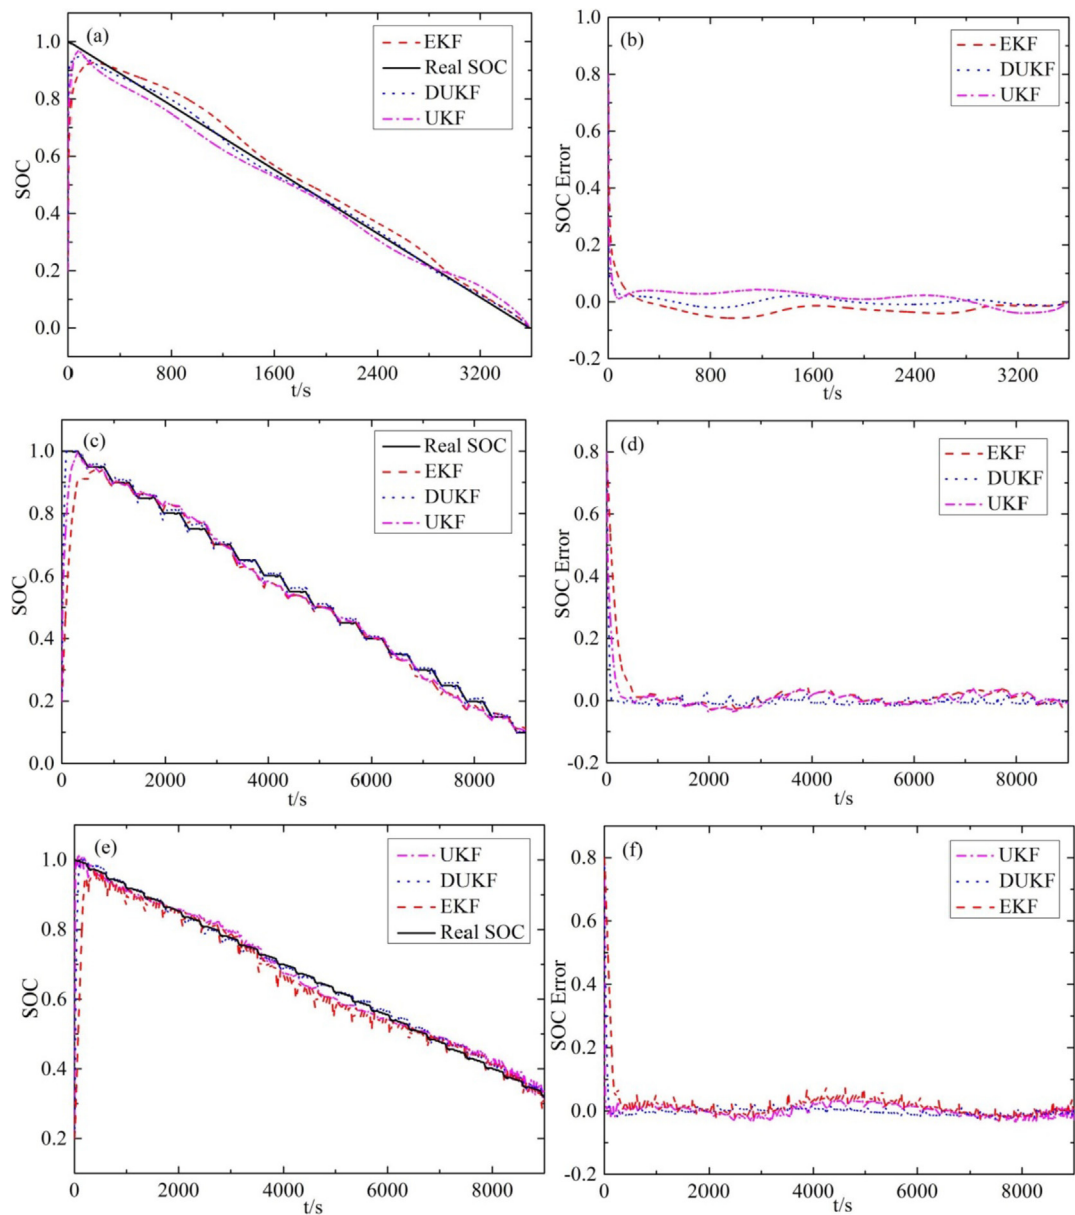 (a)
EKF
Real SOC
DUKF
UKF
SOC
1.0
0.8
0.6
0.4
0.2
0.0
0
800
1600
2400
3200
t/s
(b)
EKF
DUKF
UKF
SOC Error
1.0
0.8
0.6
0.4
0.2
0.0
-0.2
0
800
1600
2400
3200
t/s
(c)
Real SOC
EKF
DUKF
UKF
SOC
1.0
0.8
0.6
0.4
0.2
0.0
0
2000
4000
6000
8000
t/s
(d)
EKF
DUKF
UKF
SOC Error
0.8
0.6
0.4
0.2
0.0
-0.2
0
2000
4000
6000
8000
t/s
(e)
UKF
DUKF
EKF
Real SOC
SOC
1.0
0.8
0.6
0.4
0.2
0
2000
4000
6000
8000
t/s
(f)
UKF
DUKF
EKF
SOC Error
0.8
0.6
0.4
0.2
0.0
-0.2
0
2000
4000
6000
8000
t/s